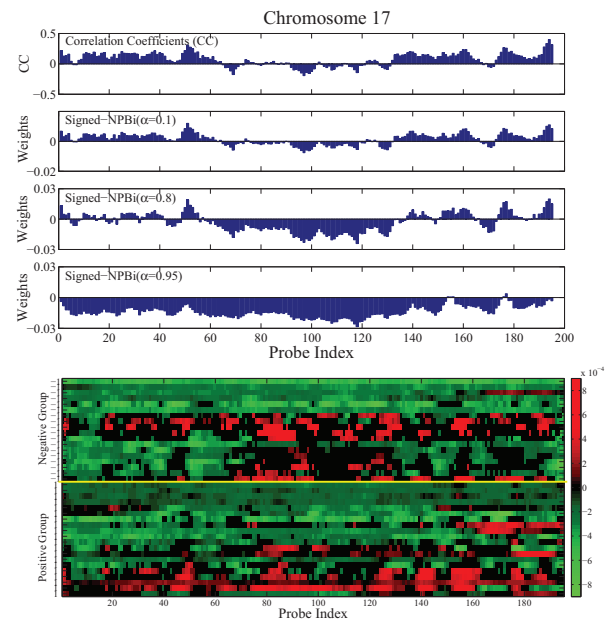 Chromosome 17
Correlation Coefficients (CC)
0.5
0
−0.5
CC
Signed−NPBi(α=0.1)
0
−0.02
Weights
Signed−NPBi(α=0.8)
0.03
0
−0.03
Weights
Signed−NPBi(α=0.95)
0.03
0
−0.03
Weights
0 20 40 60 80 100 120 140 160 180 200
Probe Index
x 10⁻⁴
Negative Group
Positive Group
8
6
4
2
0
−2
−4
−6
−8
20 40 60 80 100 120 140 160 180
Probe Index